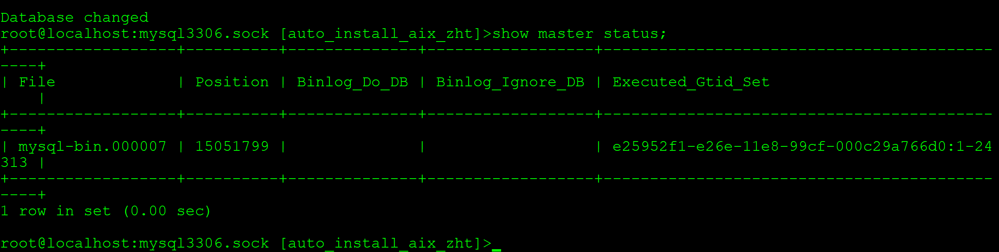 Database changed
root@localhost:mysql3306.sock [auto_install_aix_zht]>show master status;
+------------------+----------+--------------+------------------+------------------------------------------
----+
| File             | Position | Binlog_Do_DB | Binlog_Ignore_DB | Executed_Gtid_Set
    |
+------------------+----------+--------------+------------------+------------------------------------------
----+
| mysql-bin.000007 | 15051799 |              |                  | e25952f1-e26e-11e8-99cf-000c29a766d0:1-24
313 |
+------------------+----------+--------------+------------------+------------------------------------------
----+
1 row in set (0.00 sec)
root@localhost:mysql3306.sock [auto_install_aix_zht]>